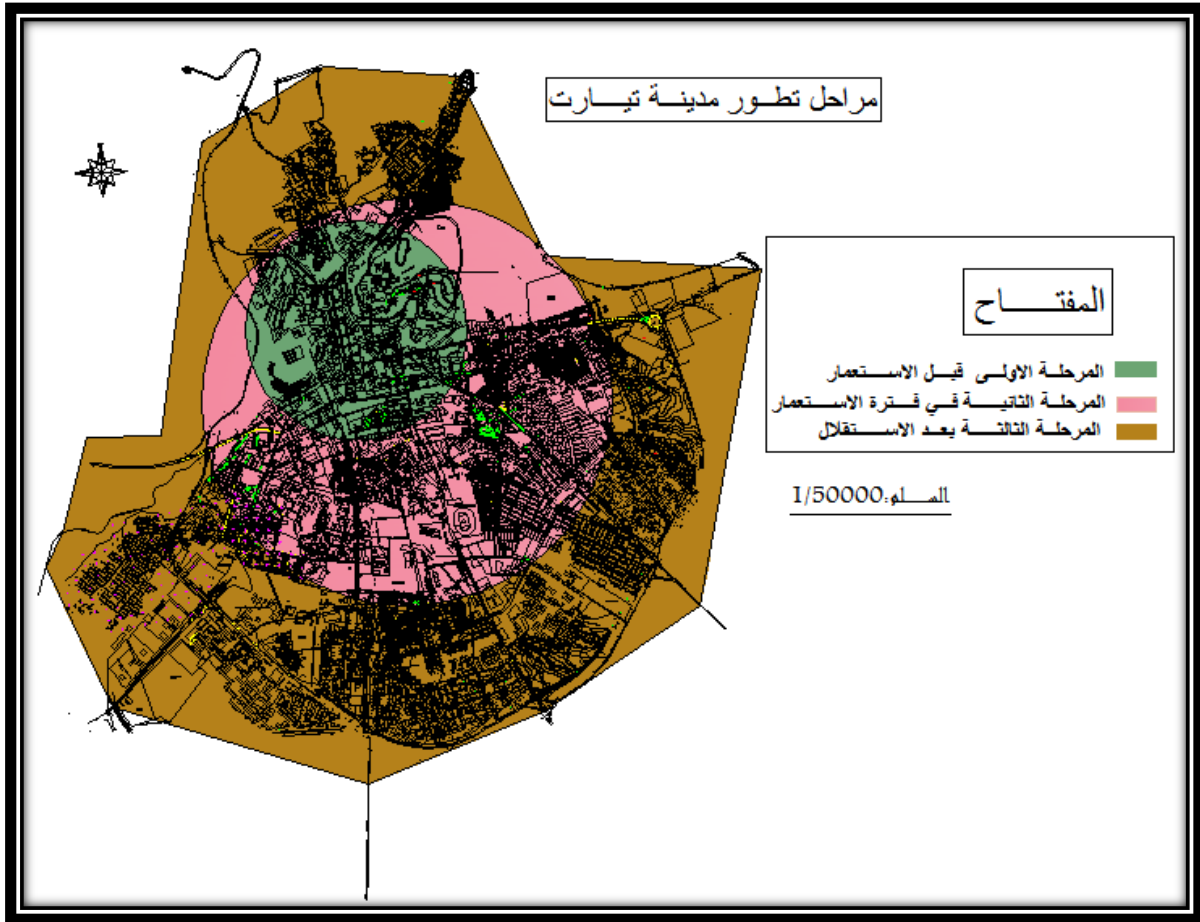 مراحل تطور مدينة تيارت
المفتاح
المرحلة الاولى قبل الاستعمار
المرحلة الثانية في فترة الاستعمار
المرحلة الثالثة بعد الاستقلال
السلو:1/50000